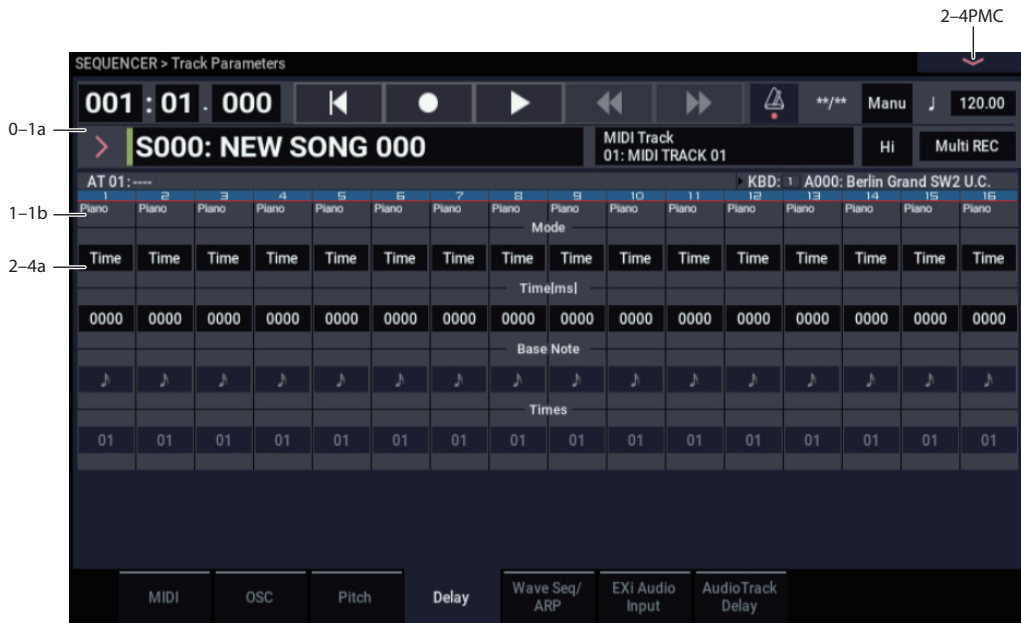 2–4PMC
SEQUENCER > Track Parameters
001 : 01 . 000 **/** Manu ♩ 120.00
0–1a
> S000: NEW SONG 000 MIDI Track Hi Multi REC
01: MIDI TRACK 01
AT 01: ---- KBD: 1 A000: Berlin Grand SW2 U.C.
1 2 3 4 5 6 7 8 9 10 11 12 13 14 15 16
1–1b
Piano Piano Piano Piano Piano Piano Piano Piano Piano Piano Piano Piano Piano Piano Piano Piano
Mode
2–4a
Time Time Time Time Time Time Time Time Time Time Time Time Time Time Time Time
Time[ms]
0000 0000 0000 0000 0000 0000 0000 0000 0000 0000 0000 0000 0000 0000 0000 0000
Base Note
♪ ♪ ♪ ♪ ♪ ♪ ♪ ♪ ♪ ♪ ♪ ♪ ♪ ♪ ♪ ♪
Times
01 01 01 01 01 01 01 01 01 01 01 01 01 01 01 01
MIDI OSC Pitch Delay Wave Seq/ EXi Audio AudioTrack
ARP Input Delay